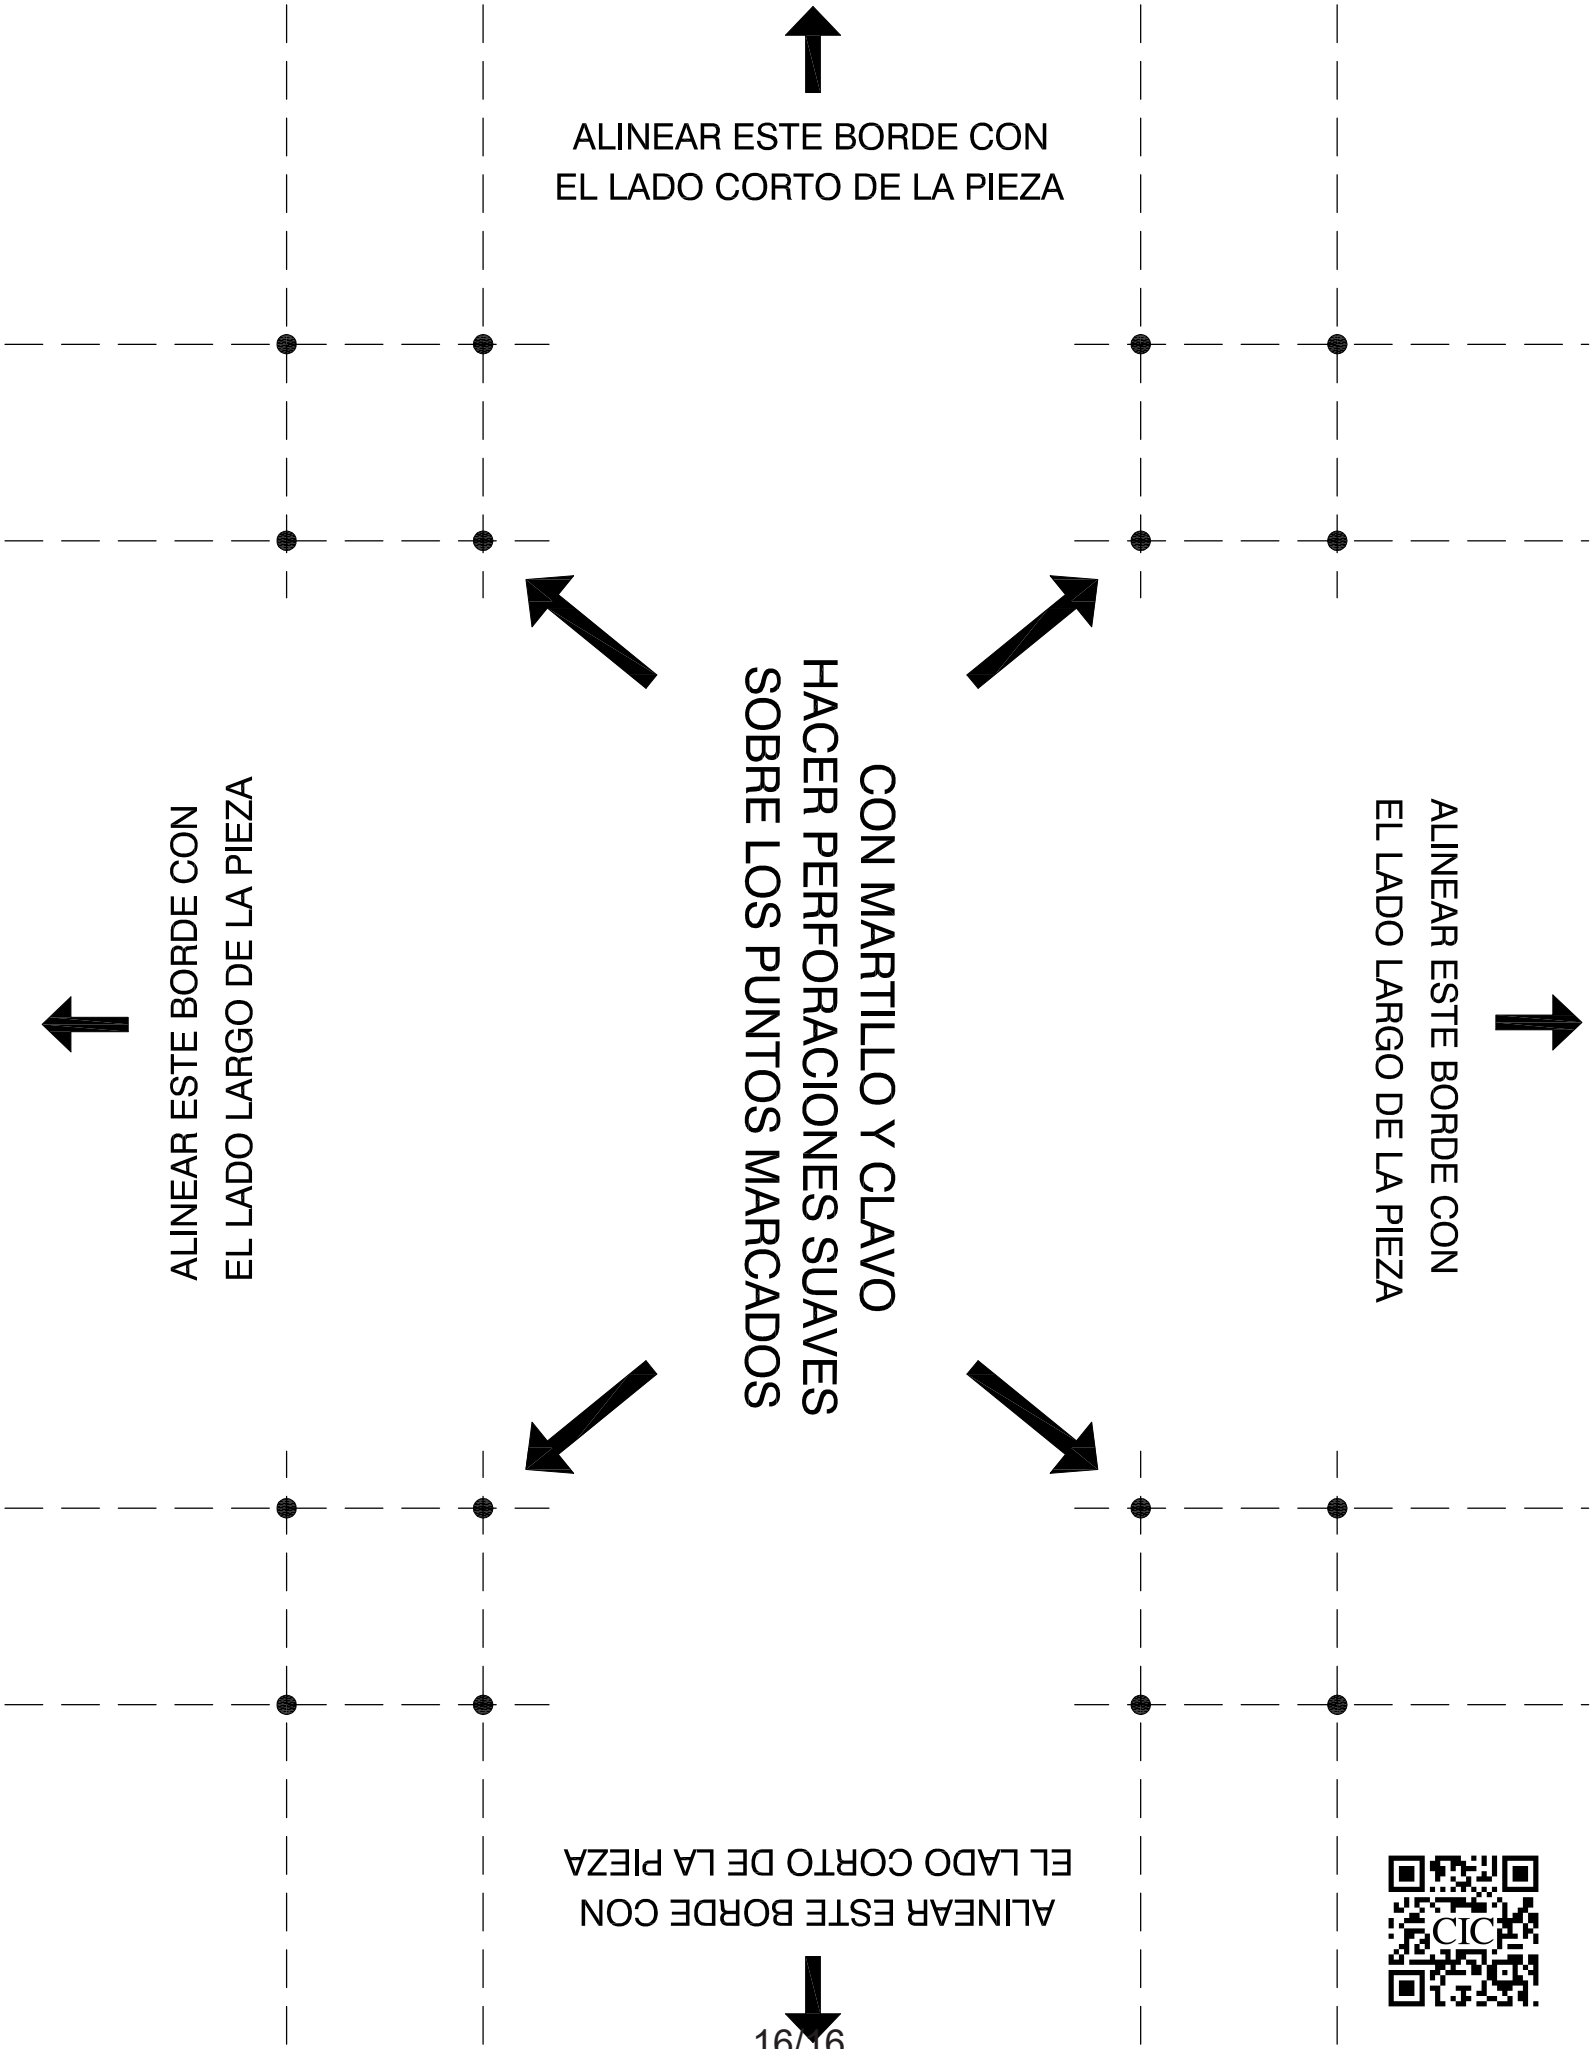 ALINEAR ESTE BORDE CON
EL LADO CORTO DE LA PIEZA
ALINEAR ESTE BORDE CON
EL LADO LARGO DE LA PIEZA
CON MARTILLO Y CLAVO
HACER PERFORACIONES SUAVES
SOBRE LOS PUNTOS MARCADOS
ALINEAR ESTE BORDE CON
EL LADO LARGO DE LA PIEZA
ALINEAR ESTE BORDE CON
EL LADO CORTO DE LA PIEZA
CIC
16/16